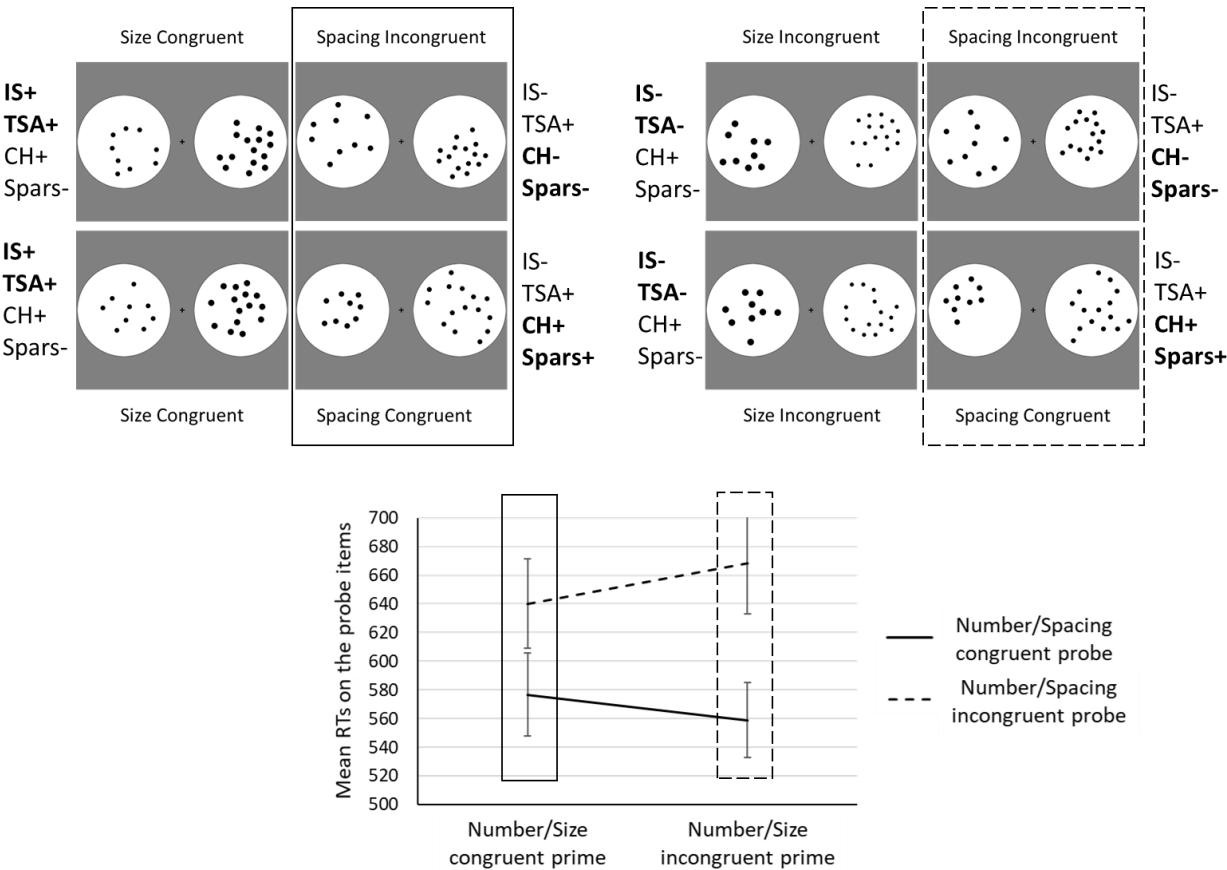 Size Congruent
Spacing Incongruent
IS+
TSA+
CH+
Spars-
IS-
TSA+
CH-
Spars-
IS+
TSA+
CH+
Spars-
IS-
TSA+
CH+
Spars+
Size Congruent
Spacing Congruent
Size Incongruent
Spacing Incongruent
IS-
TSA-
CH+
Spars-
IS-
TSA+
CH-
Spars-
IS-
TSA-
CH+
Spars-
IS-
TSA+
CH+
Spars+
Size Incongruent
Spacing Congruent
Mean RTs on the probe items
700
680
660
640
620
600
580
560
540
520
500
Number/Size
congruent prime
Number/Size
incongruent prime
Number/Spacing
congruent probe
Number/Spacing
incongruent probe